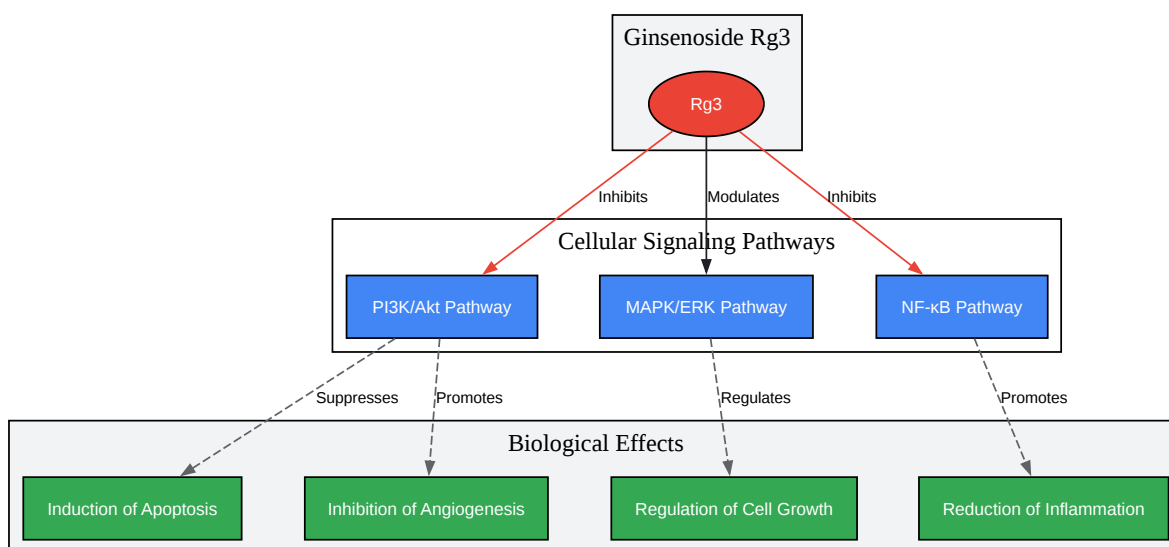 Ginsenoside Rg3
Rg3
Inhibits
Modulates
Inhibits
Cellular Signaling Pathways
PI3K/Akt Pathway
MAPK/ERK Pathway
NF-κB Pathway
Suppresses
Promotes
Regulates
Promotes
Biological Effects
Induction of Apoptosis
Inhibition of Angiogenesis
Regulation of Cell Growth
Reduction of Inflammation